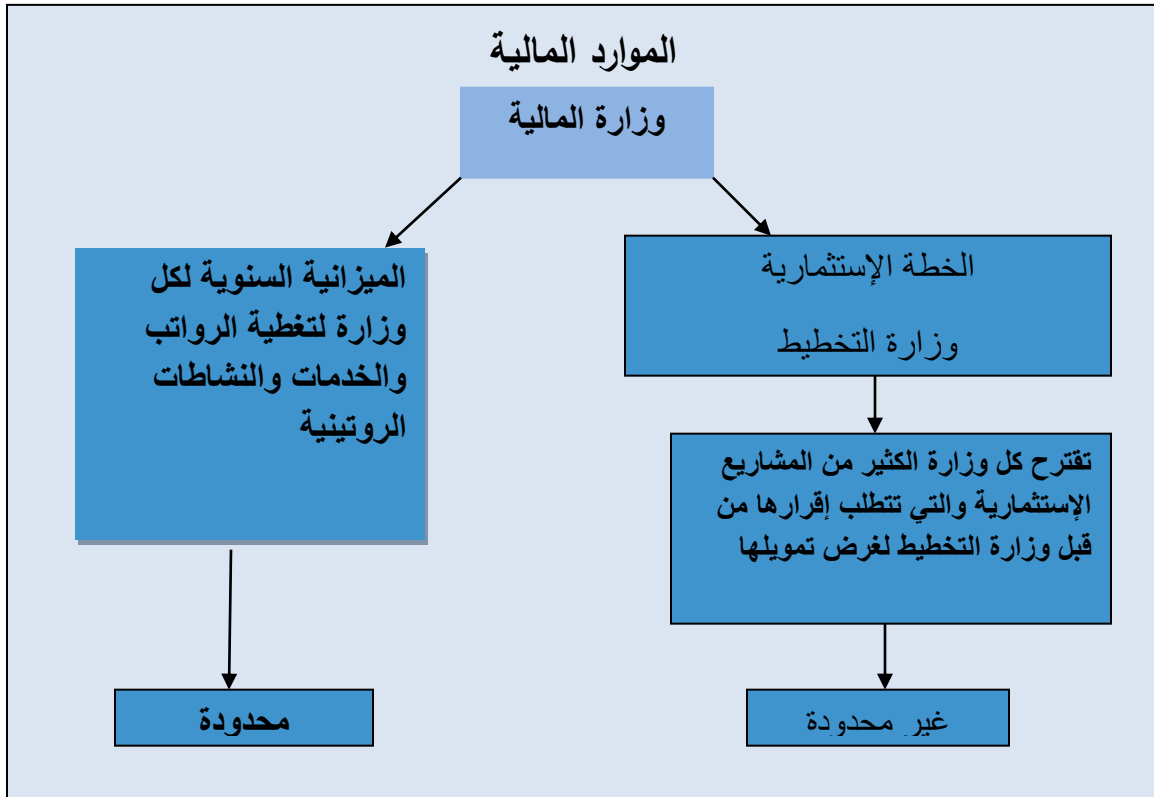 الموارد المالية
وزارة المالية
الخطة الإستثمارية
وزارة التخطيط
تقترح كل وزارة الكثير من المشاريع
الإستثمارية والتي تتطلب إقرارها من
قبل وزارة التخطيط لغرض تمويلها
غير محدودة
الميزانية السنوية لكل
وزارة لتغطية الرواتب
والخدمات والنشاطات
الروتينية
محدودة